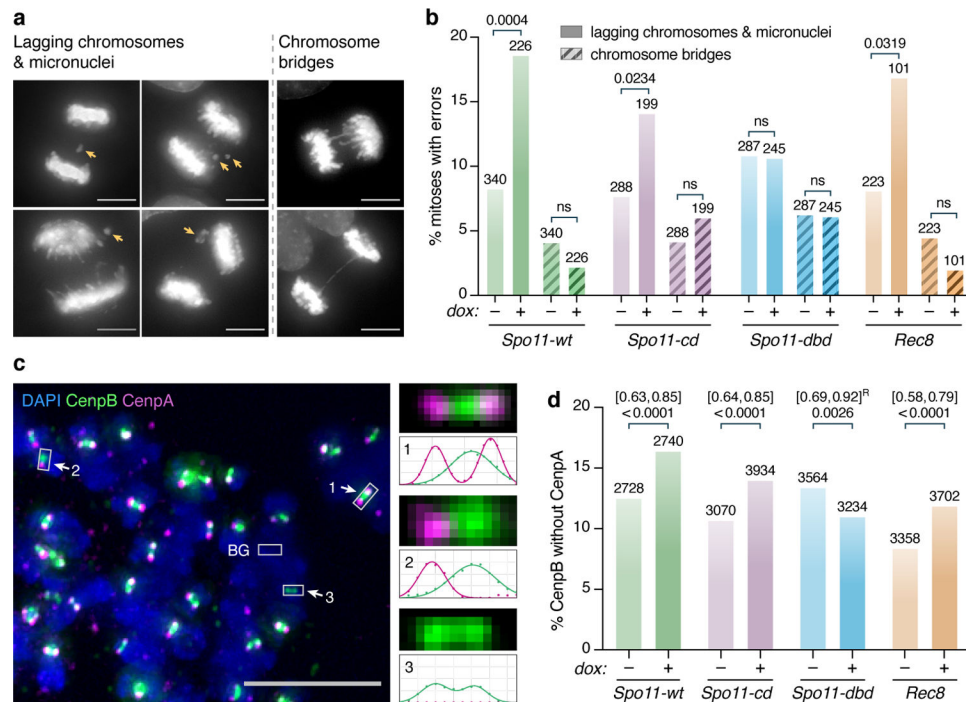 a
Lagging chromosomes
& micronuclei
Chromosome
bridges
b
% mitoses with errors
20
15
10
5
0
lagging chromosomes & micronuclei
chromosome bridges
0.0004
226
340
ns
340
226
0.0234
199
288
ns
199
288
ns
287
245
ns
287
245
0.0319
101
223
ns
223
101
dox:
– + – + – + – + – + – + – + – +
Spo11-wt
Spo11-cd
Spo11-dbd
Rec8
c
DAPI CenpB CenpA
2
1
BG
3
1
2
3
d
% CenpB without CenpA
20
15
10
5
0
[0.63, 0.85]
<0.0001
2740
2728
[0.64, 0.85]
<0.0001
3934
3070
[0.69, 0.92]ᴿ
0.0026
3564
3234
[0.58, 0.79]
<0.0001
3702
3358
dox:
– + – + – + – +
Spo11-wt
Spo11-cd
Spo11-dbd
Rec8